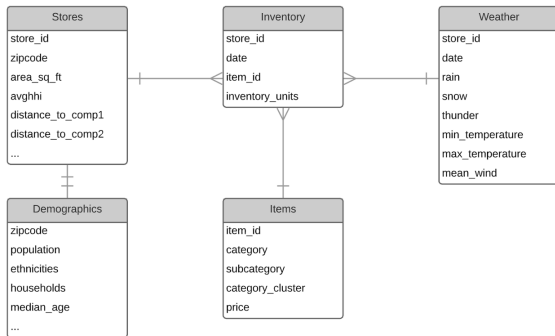 Stores
store_id
zipcode
area_sq_ft
avghhi
distance_to_comp1
distance_to_comp2
...
Inventory
store_id
date
item_id
inventory_units
Weather
store_id
date
rain
snow
thunder
min_temperature
max_temperature
mean_wind
Demographics
zipcode
population
ethnicities
households
median_age
...
Items
item_id
category
subcategory
category_cluster
price